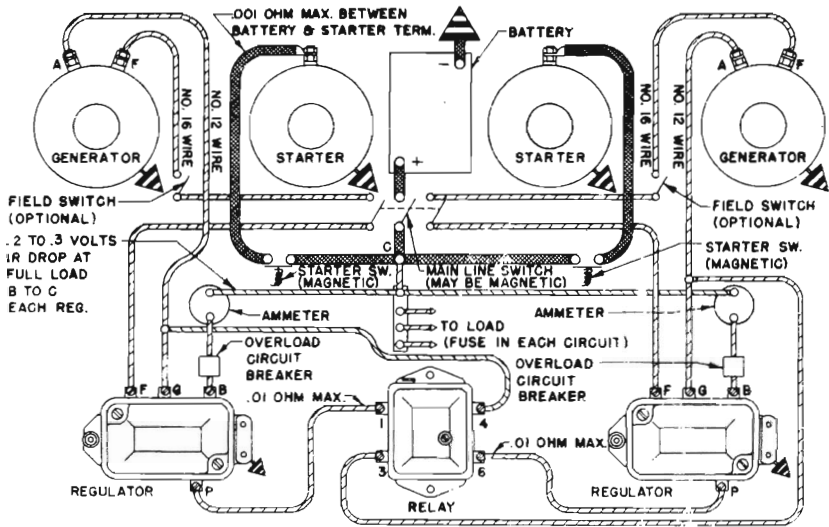 .001 OHM MAX. BETWEEN
BATTERY & STARTER TERM.
BATTERY
A
F
A
F
-
+
NO. 16 WIRE
NO. 12 WIRE
NO. 16 WIRE
NO. 12 WIRE
GENERATOR
STARTER
STARTER
GENERATOR
FIELD SWITCH
(OPTIONAL)
FIELD SWITCH
(OPTIONAL)
.2 TO .3 VOLTS
IR DROP AT
FULL LOAD
B TO C
EACH REG.
C
STARTER SW.
(MAGNETIC)
MAIN LINE SWITCH
(MAY BE MAGNETIC)
STARTER SW.
(MAGNETIC)
AMMETER
AMMETER
TO LOAD
(FUSE IN EACH CIRCUIT)
OVERLOAD
CIRCUIT
BREAKER
OVERLOAD
CIRCUIT
BREAKER
F
G
B
.01 OHM MAX.
F
G
B
1
4
3
6
.01 OHM MAX.
REGULATOR
P
RELAY
REGULATOR
P